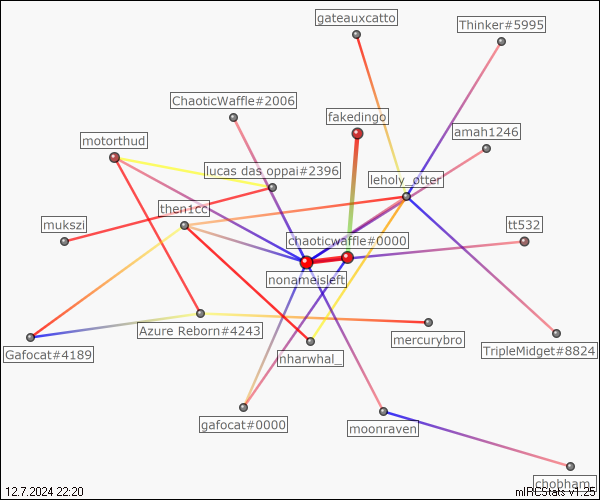 gateauxcatto
Thinker#5995
ChaoticWaffle#2006
fakedingo
amah1246
motorthud
lucas das oppai#2396
leholy_otter
then1cc
mukszi
tt532
chaoticwaffle#0000
nonameisleft
Azure Reborn#4243
mercurybro
Gafocat#4189
nharwhal_
TripleMidget#8824
gafocat#0000
moonraven
chobham_
12.7.2024 22:20
mIRCStats v1.25